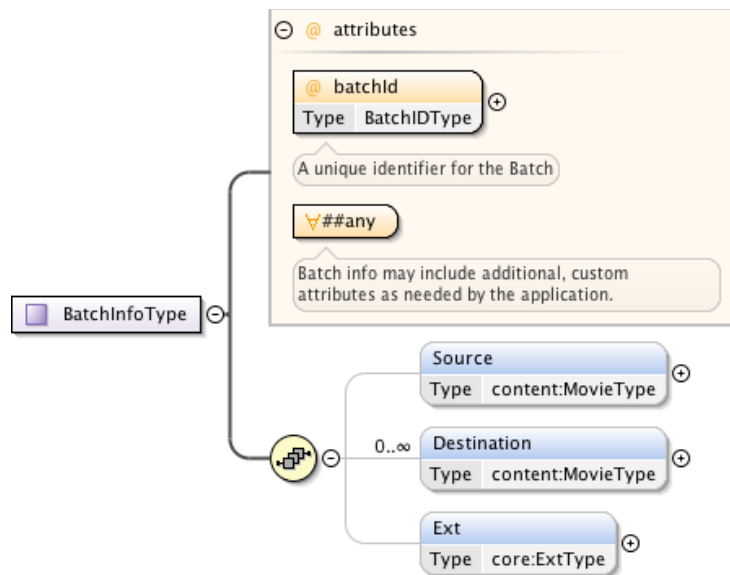 @ attributes
@ batchId
Type BatchIDType
A unique identifier for the Batch
∀##any
Batch info may include additional, custom
attributes as needed by the application.
BatchInfoType
Source
Type content:MovieType
0..∞
Destination
Type content:MovieType
Ext
Type core:ExtType